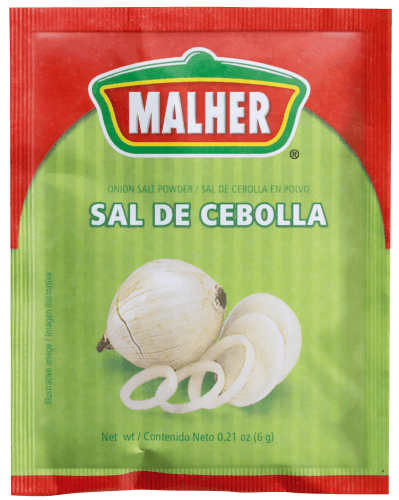 MALHER
®
ONION SALT POWDER / SAL DE CEBOLLA EN POLVO
SAL DE CEBOLLA
Illustrative image / Imagen ilustrativa
Net wt / Contenido Neto 0.21 oz (6 g)